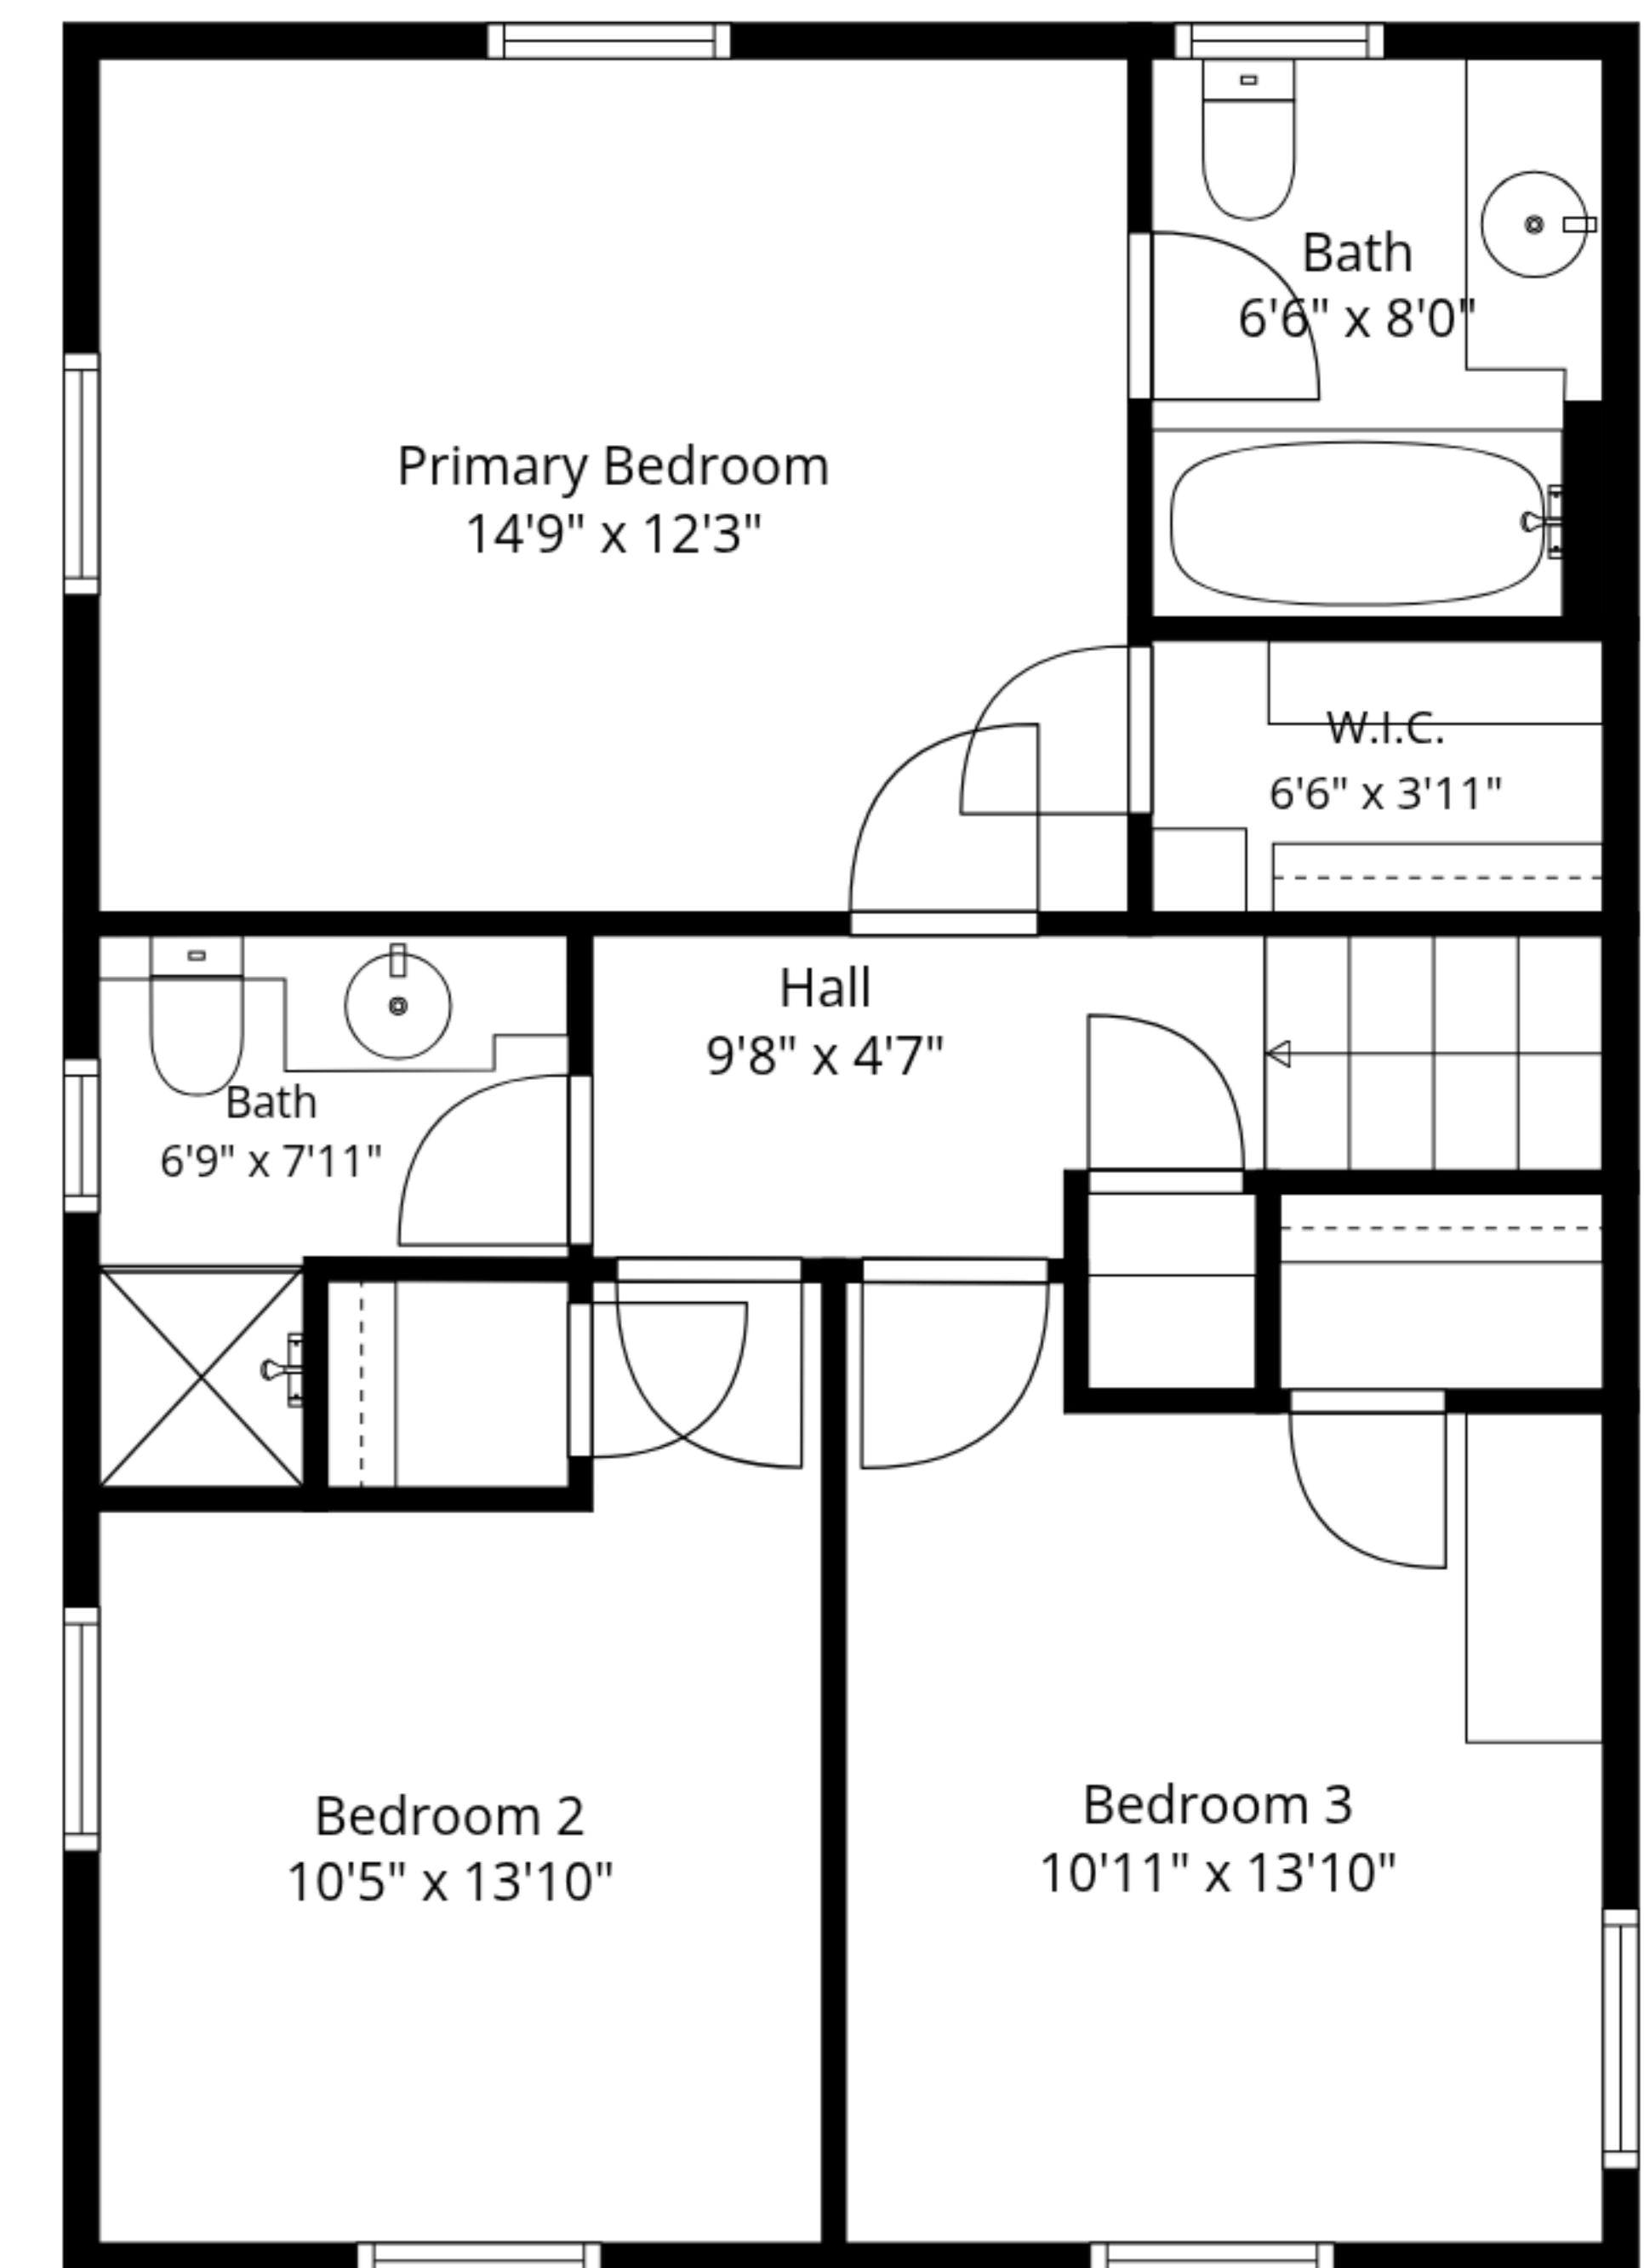 Bath
6'6" x 8'0"
Primary Bedroom
14'9" x 12'3"
W.I.C.
6'6" x 3'11"
Hall
9'8" x 4'7"
Bath
6'9" x 7'11"
Bedroom 2
10'5" x 13'10"
Bedroom 3
10'11" x 13'10"